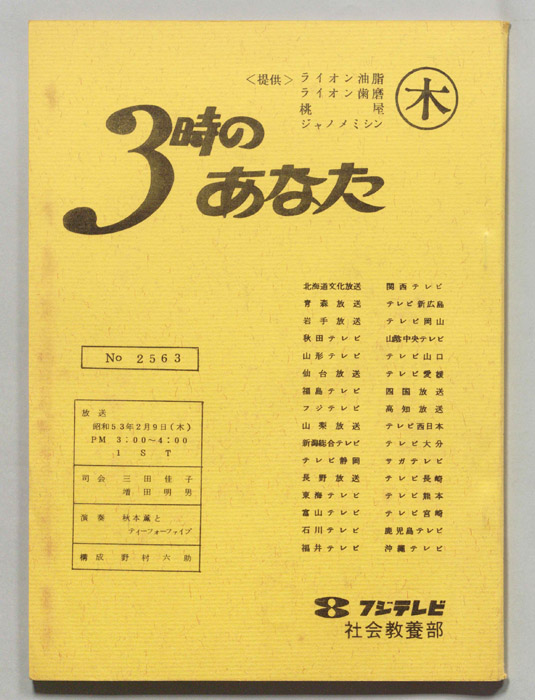 <提供>ライオン油脂
ライオン歯磨
桃屋
ジャノメミシン
木
3時の
あなた
北海道文化放送
青森放送
岩手放送
秋田テレビ
山形テレビ
仙台放送
福島テレビ
フジテレビ
山梨放送
新潟総合テレビ
テレビ静岡
長野放送
東海テレビ
富山テレビ
石川テレビ
福井テレビ
関西テレビ
テレビ新広島
テレビ岡山
山陰中央テレビ
テレビ山口
テレビ愛媛
四国放送
高知放送
テレビ西日本
テレビ大分
サガテレビ
テレビ長崎
テレビ熊本
テレビ宮崎
鹿児島テレビ
沖縄テレビ
No 2563
放送
昭和53年2月9日(木)
PM 3:00~4:00
1 S T
司会 三田佳子
増田明男
演奏 秋本薫と
ティーフォーファイブ
構成 野村六助
8 フジテレビ
社会教養部